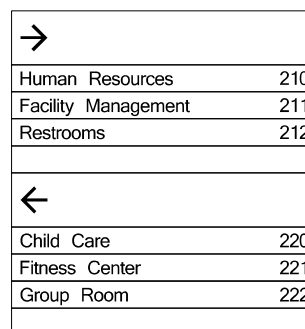 →
Human Resources 210
Facility Management 211
Restrooms 212
←
Child Care 220
Fitness Center 221
Group Room 222